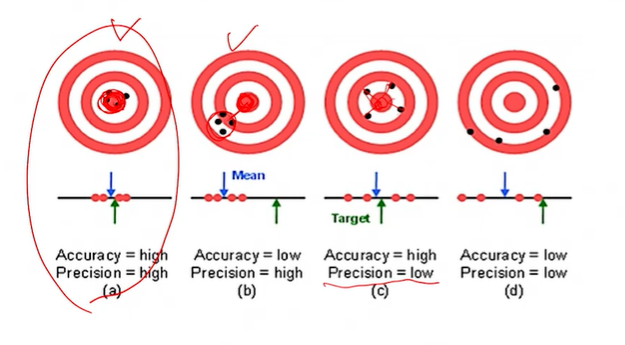 Mean
Target
Accuracy = high
Precision = high
(a)
Accuracy = low
Precision = high
(b)
Accuracy = high
Precision = low
(c)
Accuracy = low
Precision = low
(d)